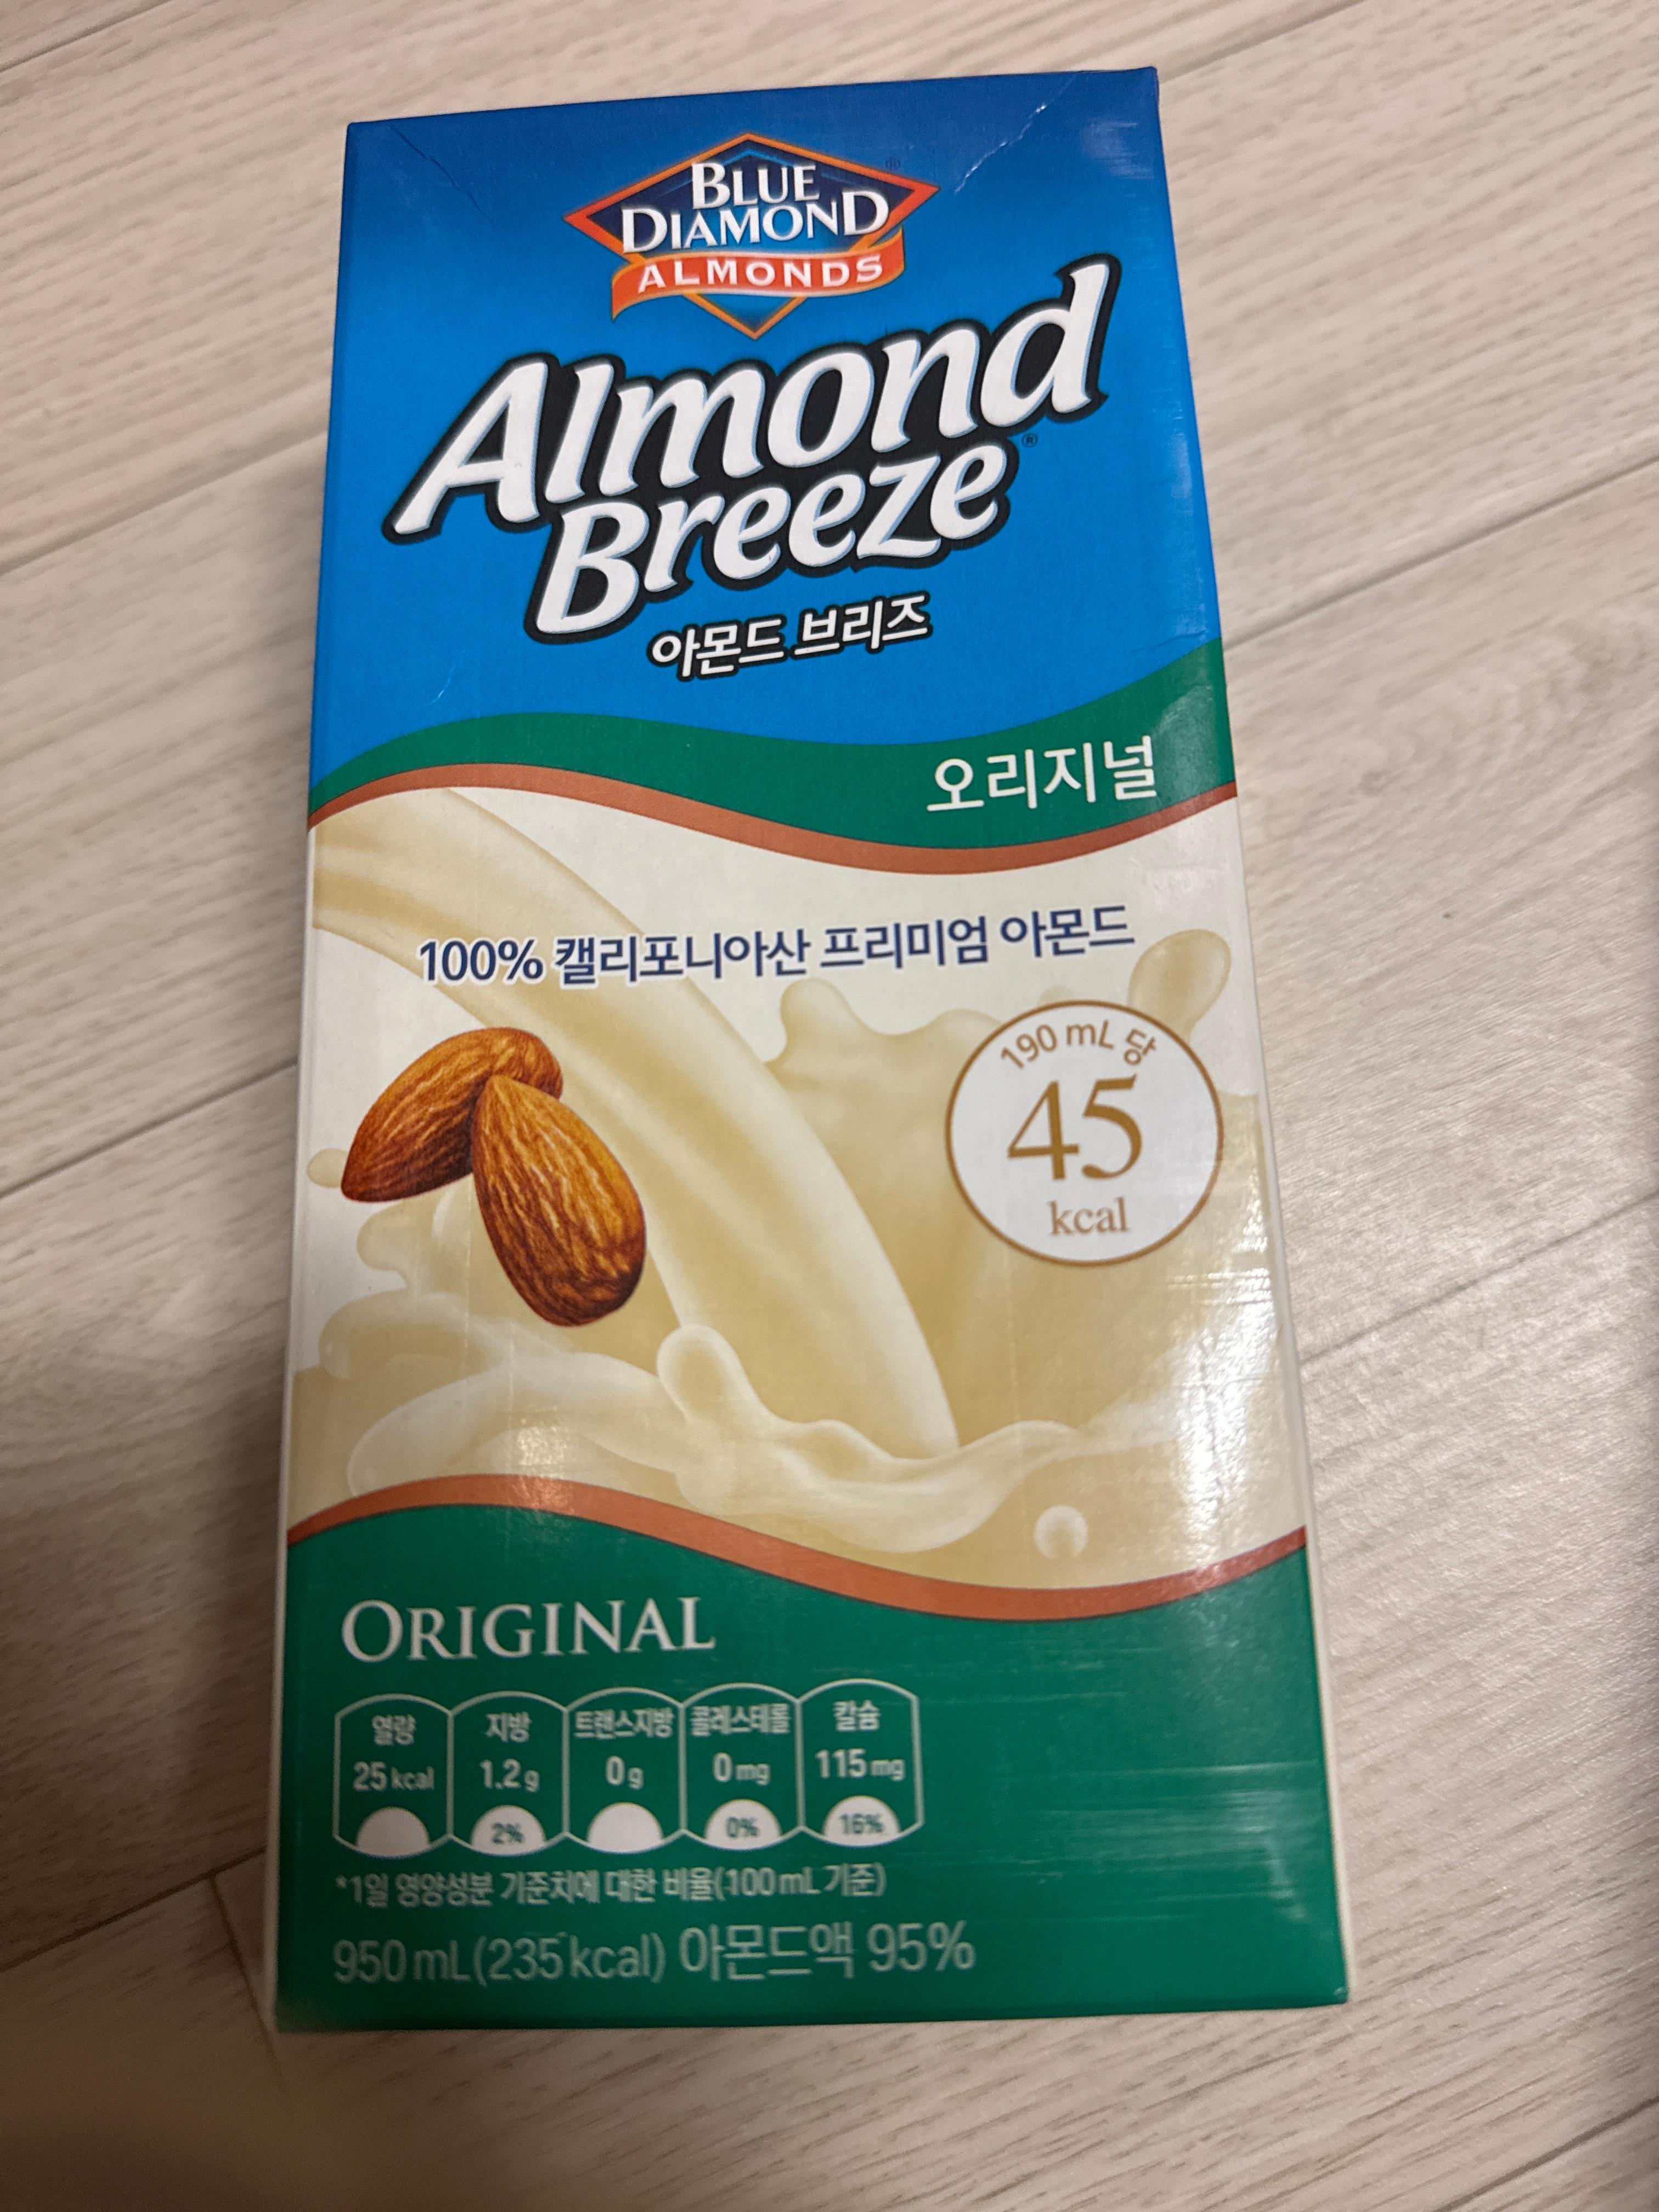 BLUE
DIAMOND
®
ALMONDS
Almond
Breeze®
아몬드 브리즈
오리지널
100% 캘리포니아산 프리미엄 아몬드
190 mL 당
45
kcal
ORIGINAL
열량 지방 트랜스지방 콜레스테롤 칼슘
25 kcal 1.2 g 0 g 0 mg 115 mg
2% 0% 16%
*1일 영양성분 기준치에 대한 비율(100 mL 기준)
950 mL(235 kcal) 아몬드액 95%